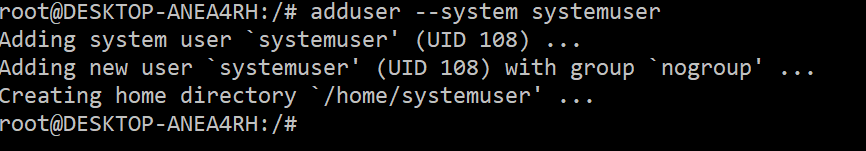 root@DESKTOP-ANEA4RH:/# adduser --system systemuser
Adding system user `systemuser' (UID 108) ...
Adding new user `systemuser' (UID 108) with group `nogroup' ...
Creating home directory `/home/systemuser' ...
root@DESKTOP-ANEA4RH:/#